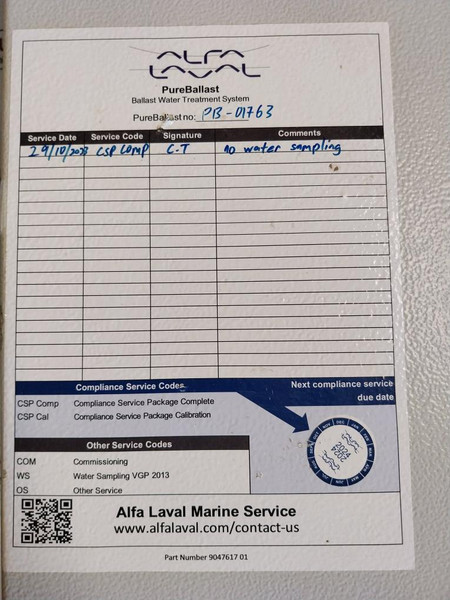 ALFA
LAVAL
PureBallast
Ballast Water Treatment System
PureBallast no: PB-01763
Service Date Service Code Signature Comments
29/10/2023 CSP COMP C.T no water sampling
Compliance Service Codes
Next compliance service
due date
CSP Comp Compliance Service Package Complete
CSP Cal Compliance Service Package Calibration
Other Service Codes
COM Commissioning
WS Water Sampling VGP 2013
OS Other Service
2024
Alfa Laval Marine Service
www.alfalaval.com/contact-us
Part Number 9047617 01